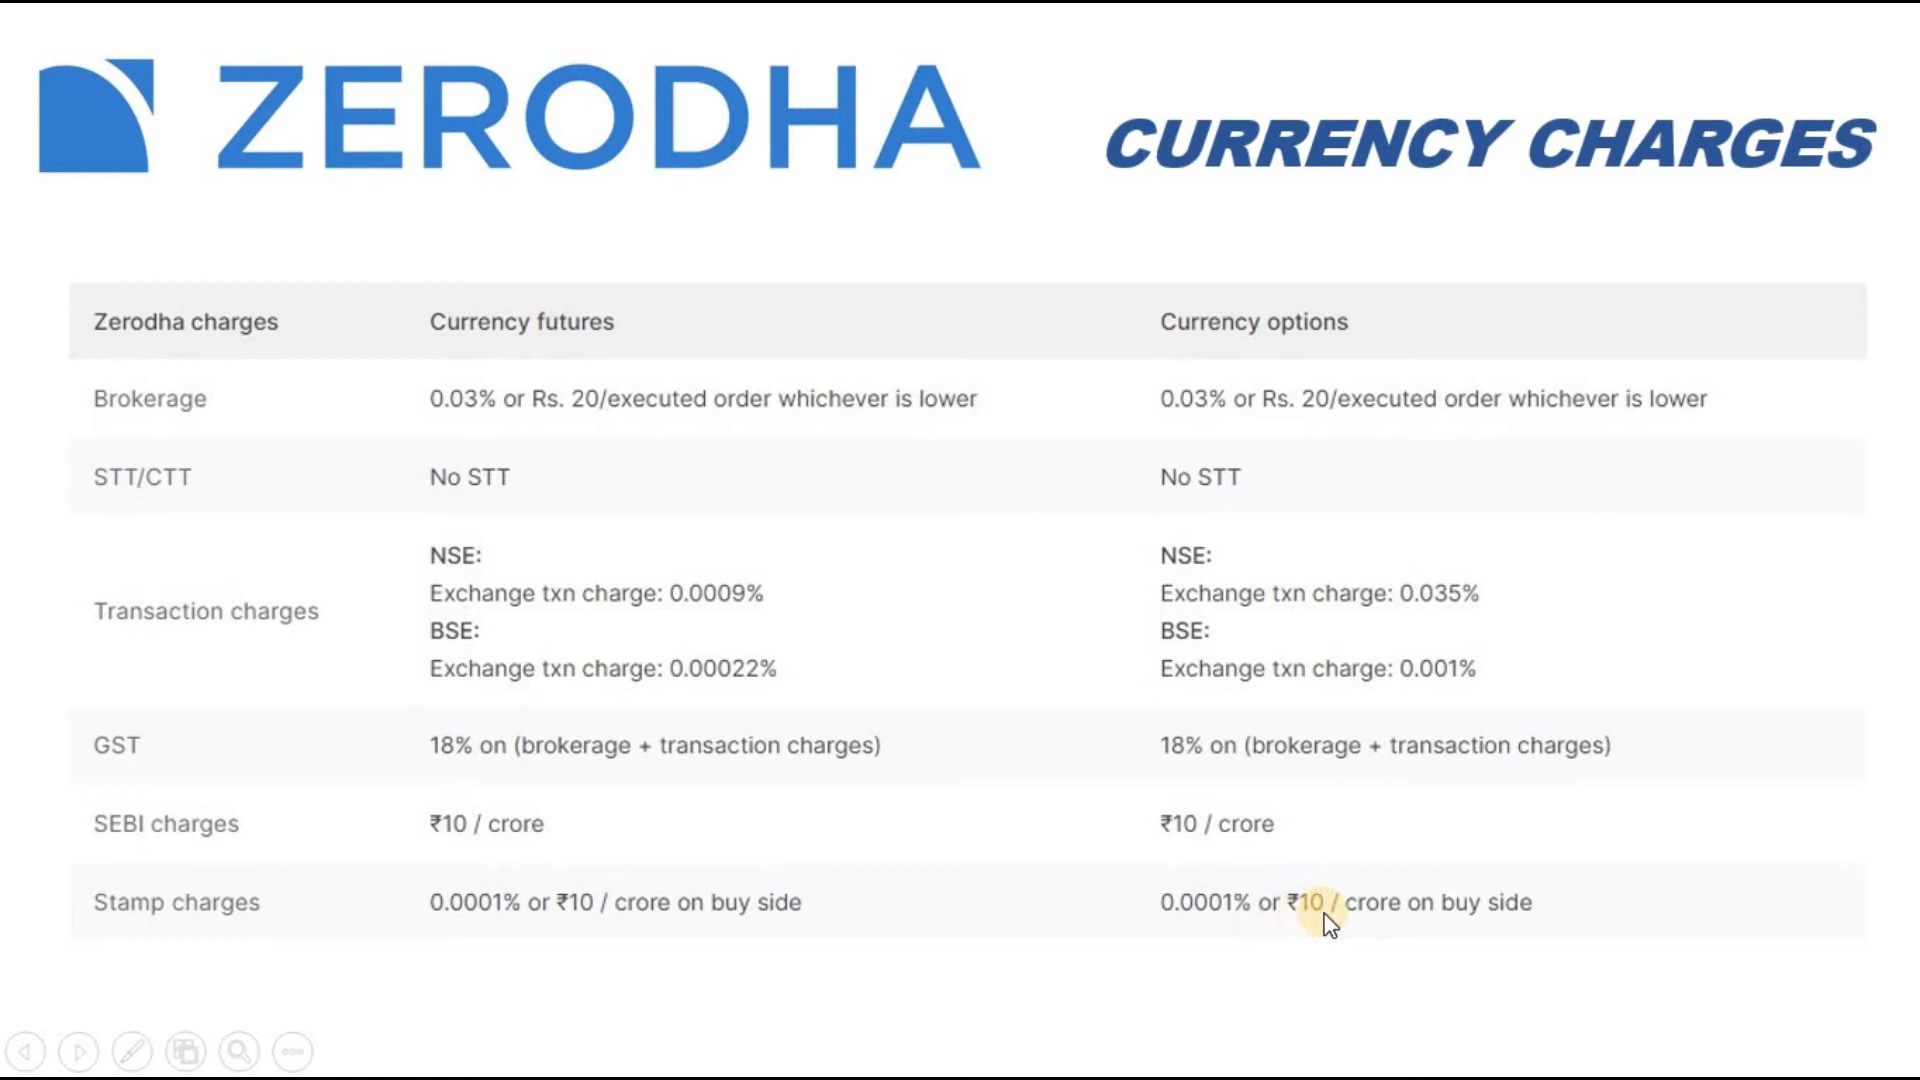 ZERODHA
CURRENCY CHARGES
Zerodha charges Currency futures Currency options
Brokerage 0.03% or Rs. 20/executed order whichever is lower 0.03% or Rs. 20/executed order whichever is lower
STT/CTT No STT No STT
Transaction charges
NSE:
Exchange txn charge: 0.0009%
BSE:
Exchange txn charge: 0.00022%
NSE:
Exchange txn charge: 0.035%
BSE:
Exchange txn charge: 0.001%
GST 18% on (brokerage + transaction charges) 18% on (brokerage + transaction charges)
SEBI charges ₹10 / crore ₹10 / crore
Stamp charges 0.0001% or ₹10 / crore on buy side 0.0001% or ₹10 / crore on buy side